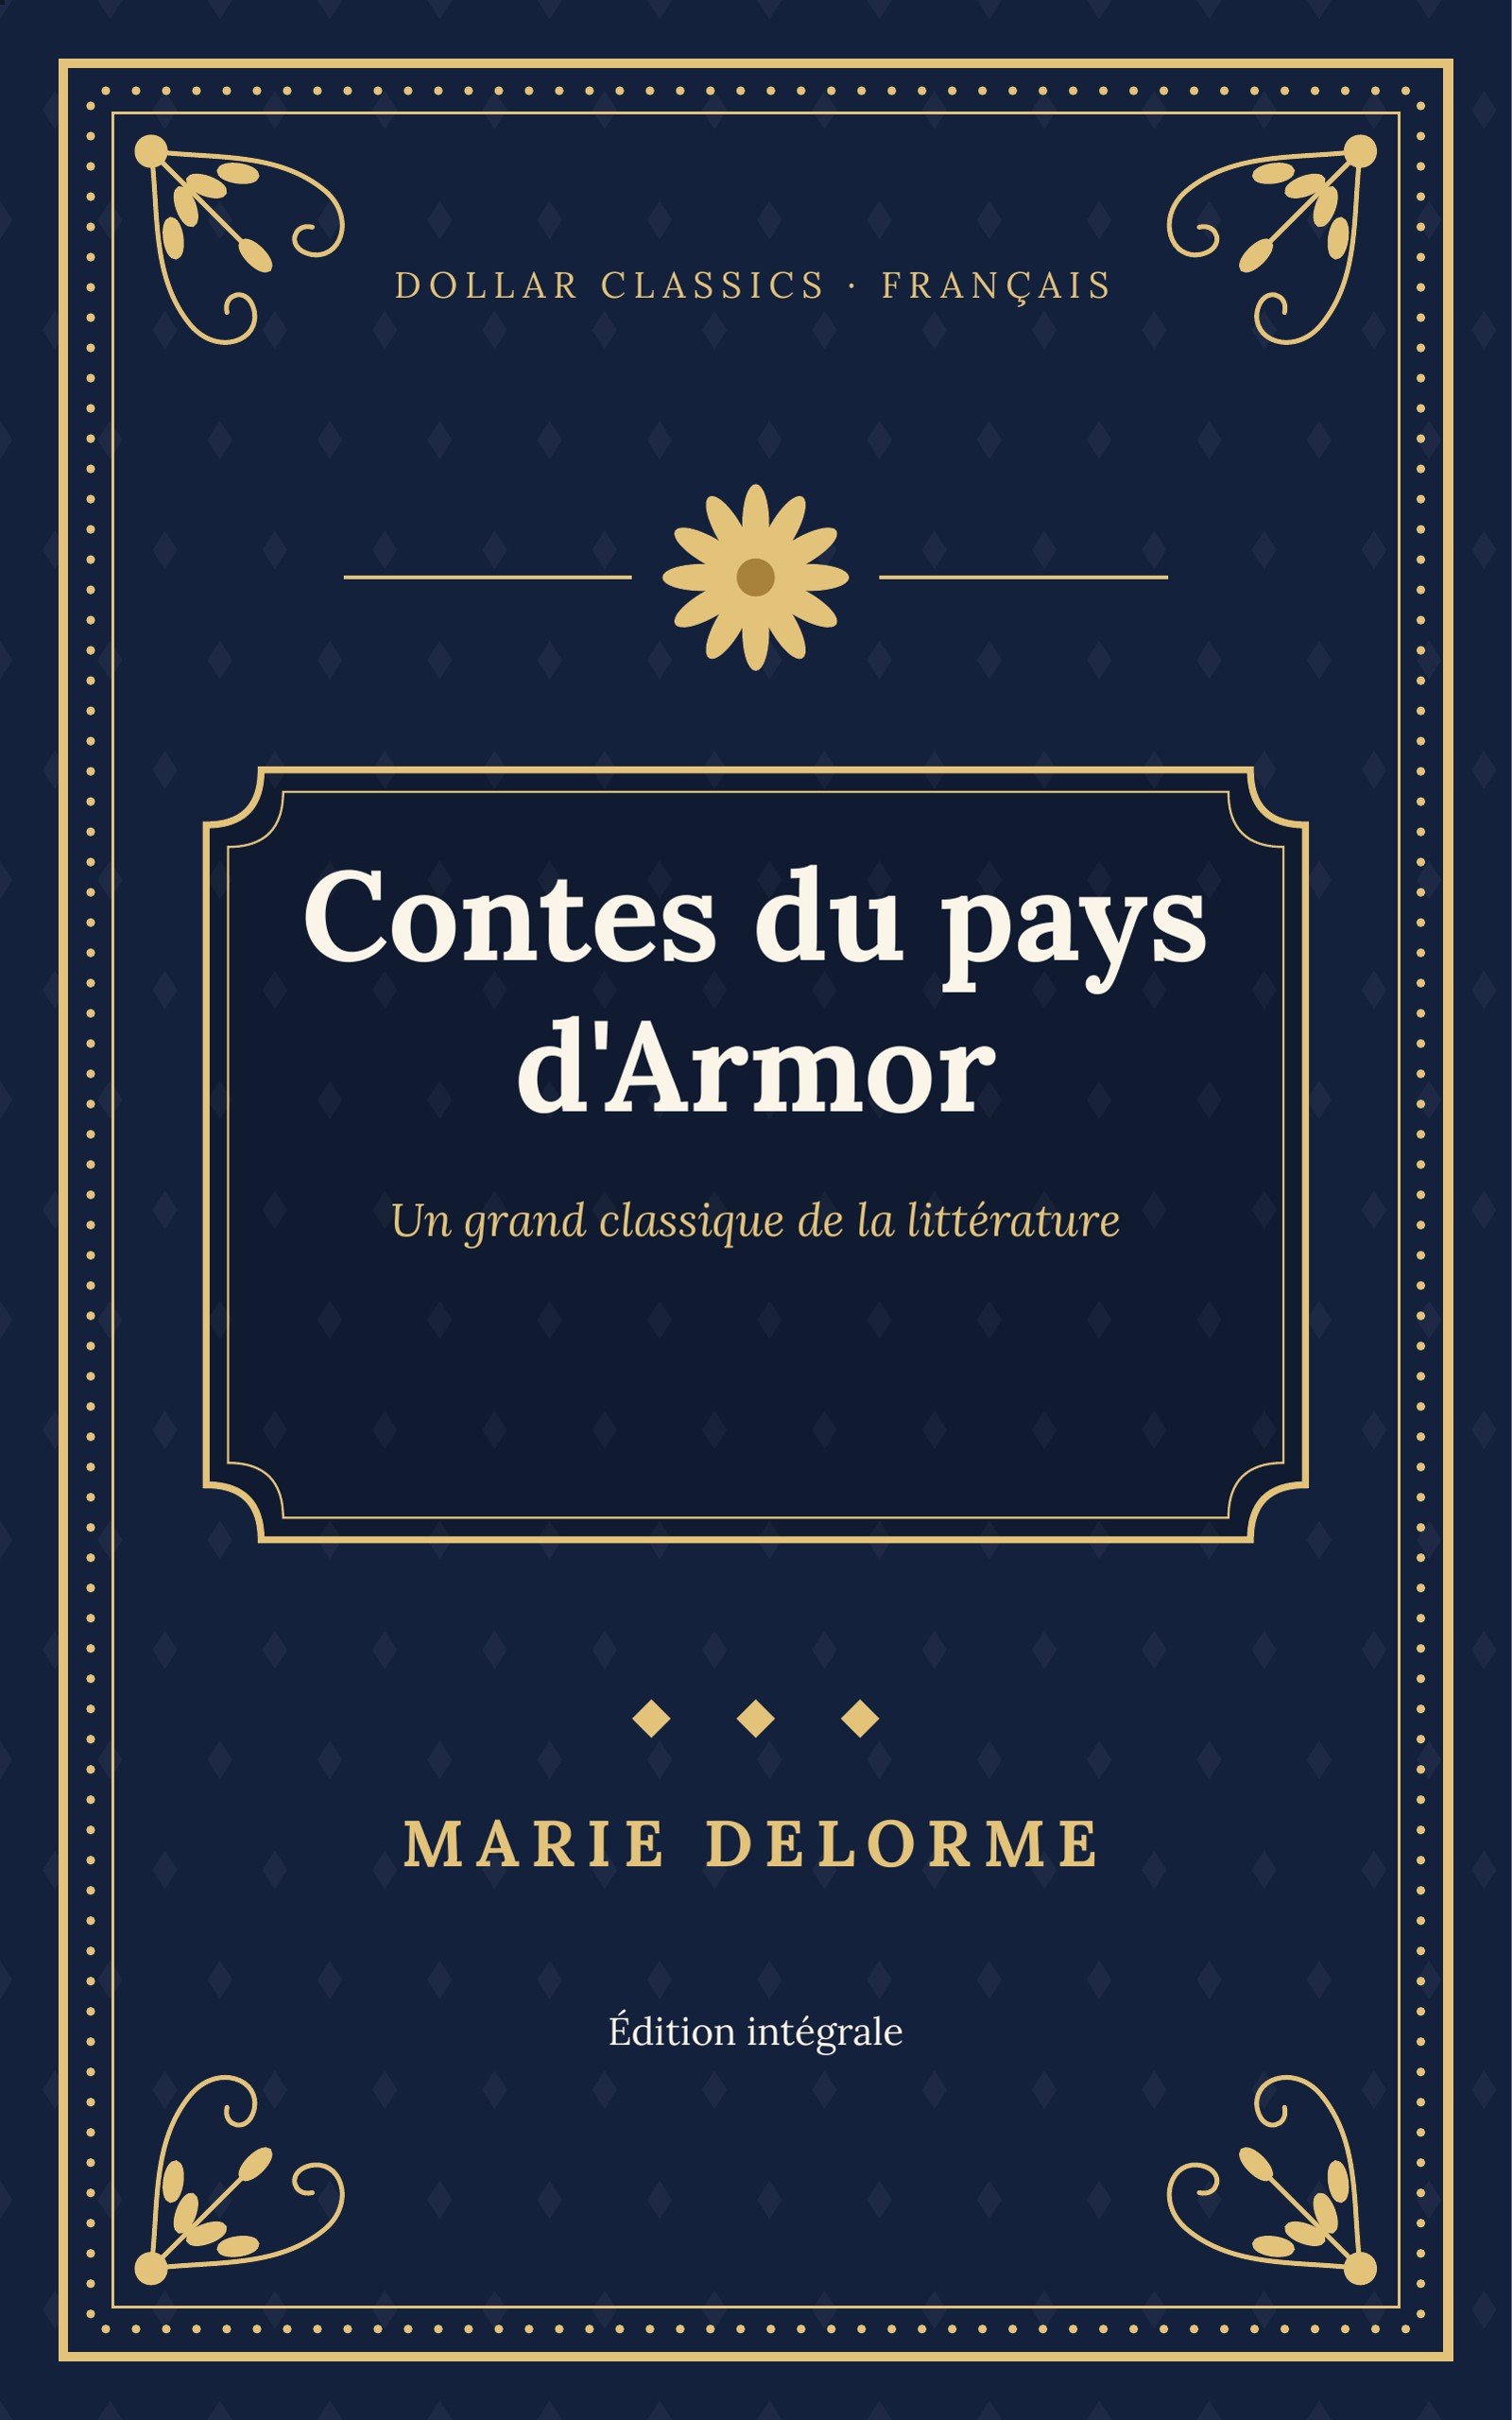 DOLLAR CLASSICS · FRANÇAIS
Contes du pays
d'Armor
Un grand classique de la littérature
MARIE DELORME
Édition intégrale